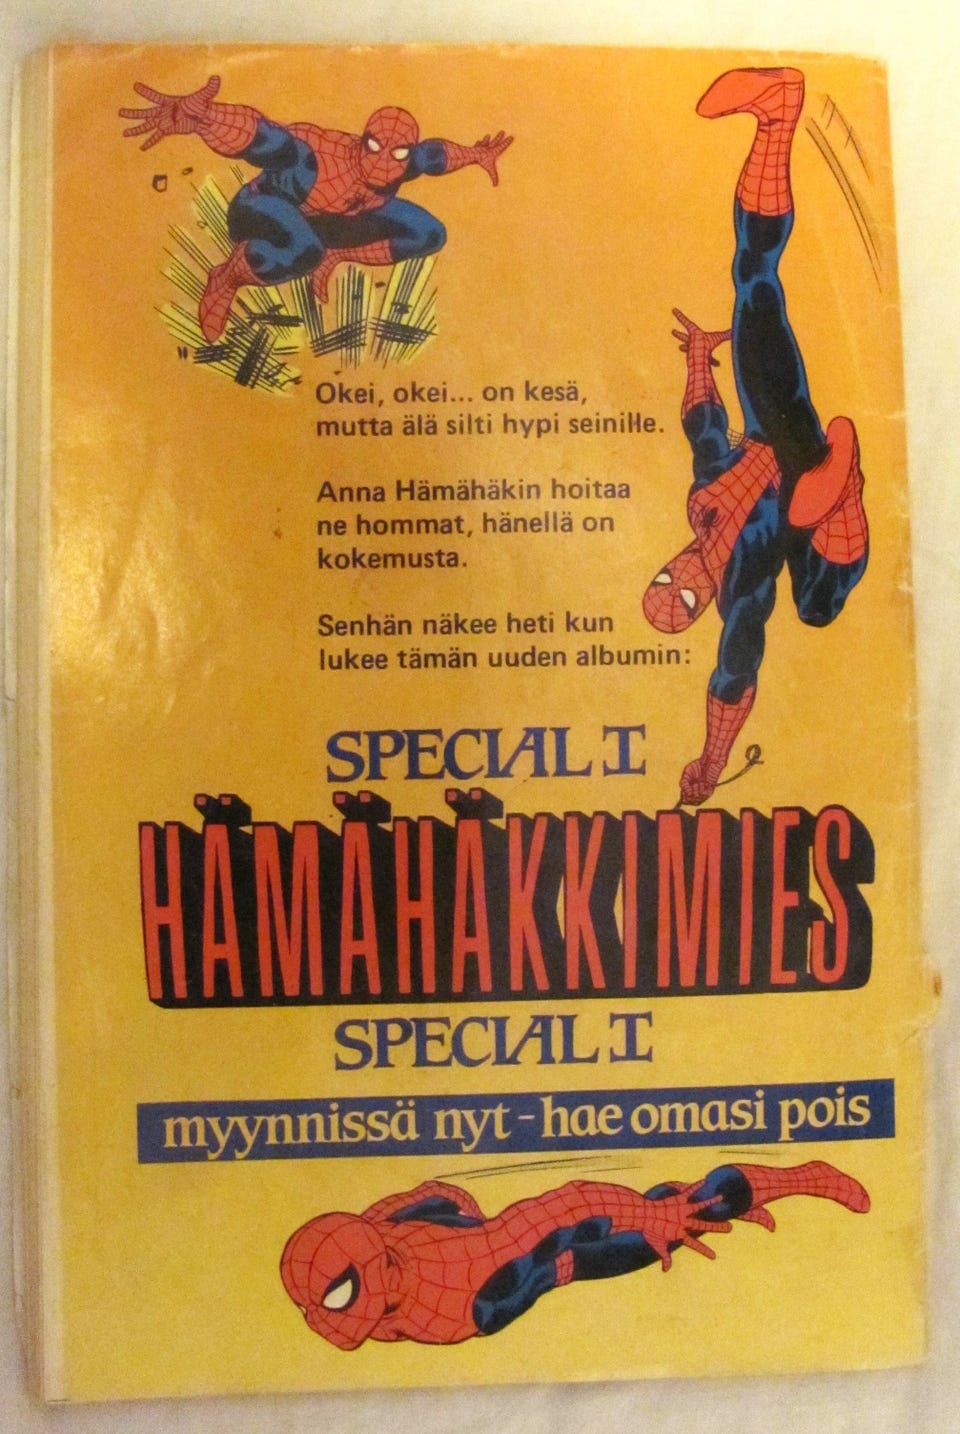 Okei, okei... on kesä,
mutta älä silti hypi seinille.
Anna Hämähäkin hoitaa
ne hommat, hänellä on
kokemusta.
Senhän näkee heti kun
lukee tämän uuden albumin:
SPECIAL I
HÄMÄHÄKKIMIES
SPECIAL I
myynnissä nyt - hae omasi pois